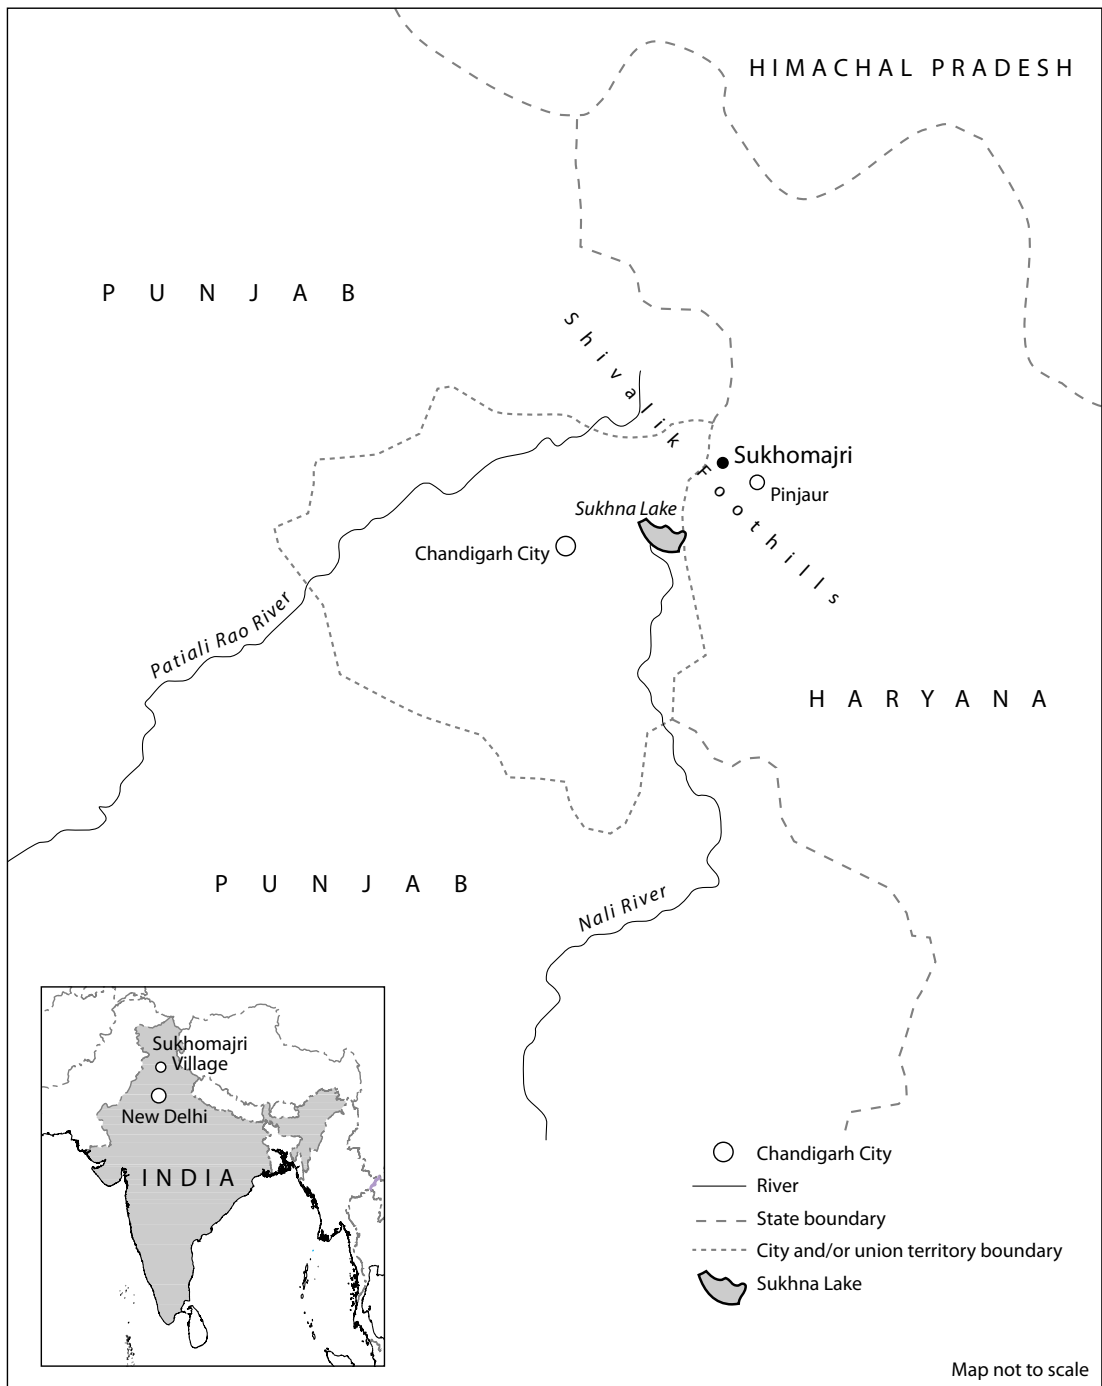 HIMACHAL PRADESH
PUNJAB
Shivalik Foothills
Sukhomajri
Pinjaur
Sukhna Lake
Chandigarh City
Patiali Rao River
HARYANA
PUNJAB
Nali River
Sukhomajri
Village
New Delhi
INDIA
Chandigarh City
River
State boundary
City and/or union territory boundary
Sukhna Lake
Map not to scale